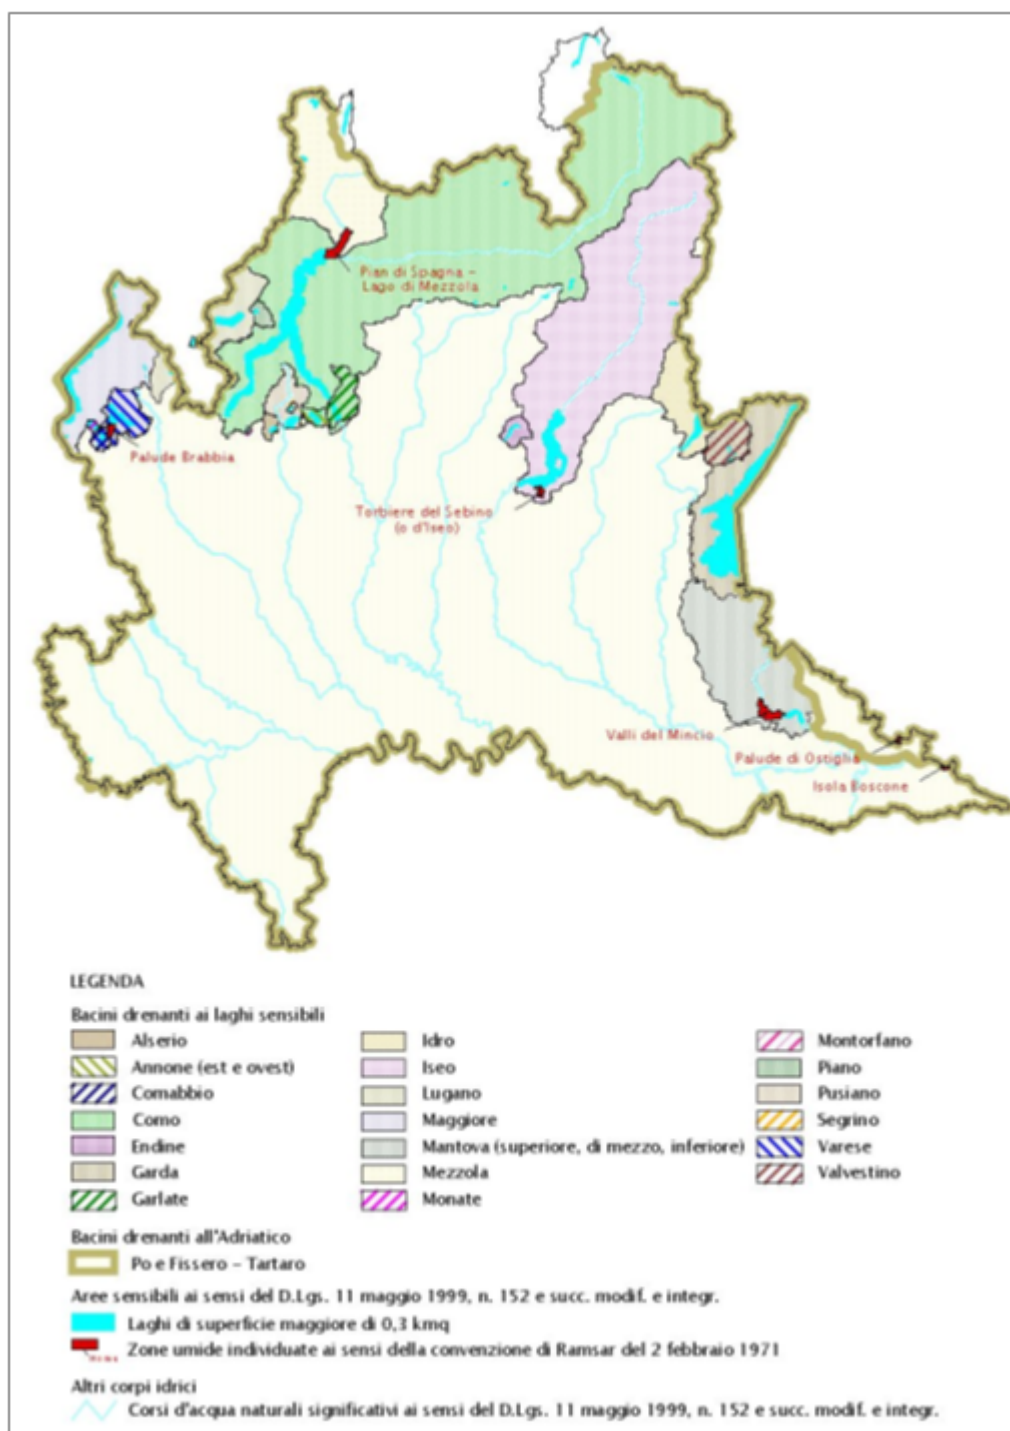 Pian di Spagna -
Lago di Mezzola
Palude Brabbia
Torbiere del Sebino
(o d'Iseo)
Valli del Mincio
Palude di Ostiglia
Isola Boscone
LEGENDA
Bacini drenanti ai laghi sensibili
Alserio
Annone (est e ovest)
Comabbio
Como
Endine
Garda
Garlate
Idro
Iseo
Lugano
Maggiore
Mantova (superiore, di mezzo, inferiore)
Mezzola
Monate
Montorfano
Piano
Pusiano
Segrino
Varese
Valvestino
Bacini drenanti all'Adriatico
Po e Fissero - Tartaro
Aree sensibili ai sensi del D.Lgs. 11 maggio 1999, n. 152 e succ. modif. e integr.
Laghi di superficie maggiore di 0,3 kmq
Zone umide individuate ai sensi della convenzione di Ramsar del 2 febbraio 1971
Altri corpi idrici
Corsi d'acqua naturali significativi ai sensi del D.Lgs. 11 maggio 1999, n. 152 e succ. modif. e integr.